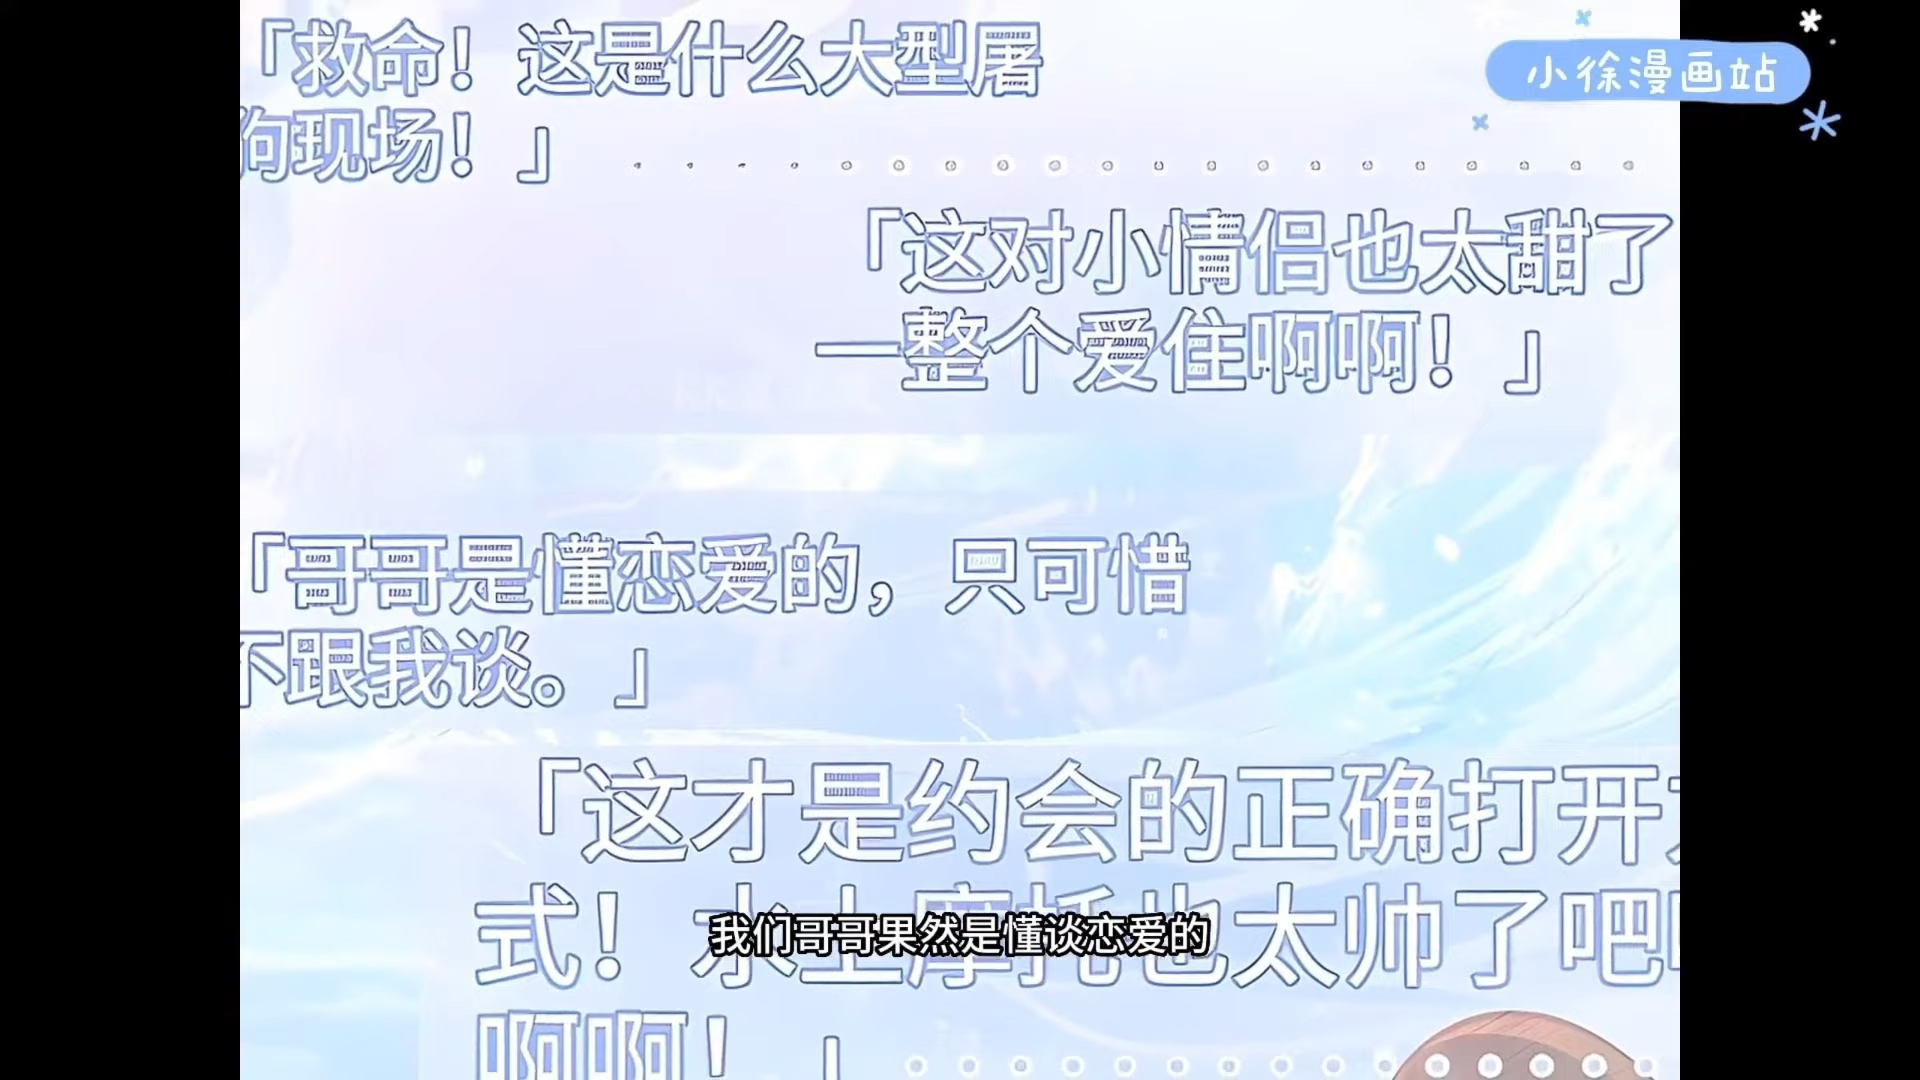 「救命！这是什么大型屠
狗现场！」
小徐漫画站
「这对小情侣也太甜了
一整个爱住啊啊！」
「哥哥是懂恋爱的，只可惜
不跟我谈。」
「这才是约会的正确打开方
式！水上摩托也太帅了吧啊
啊啊！」
我们哥哥果然是懂谈恋爱的